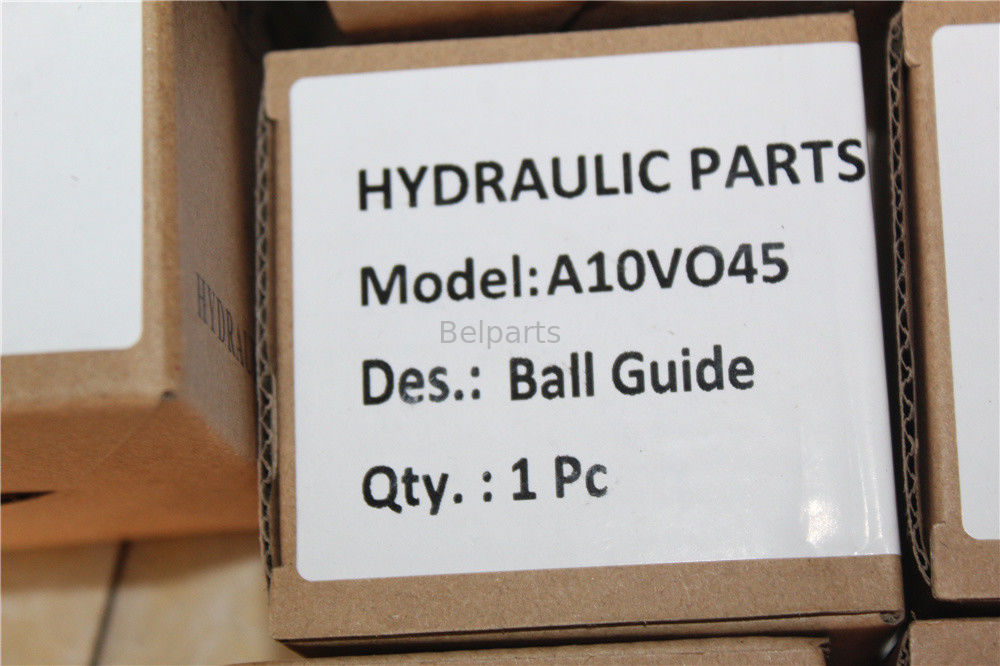 HYDRAULIC PARTS
Model: A10VO45
Belparts
Des.: Ball Guide
Qty. : 1 Pc